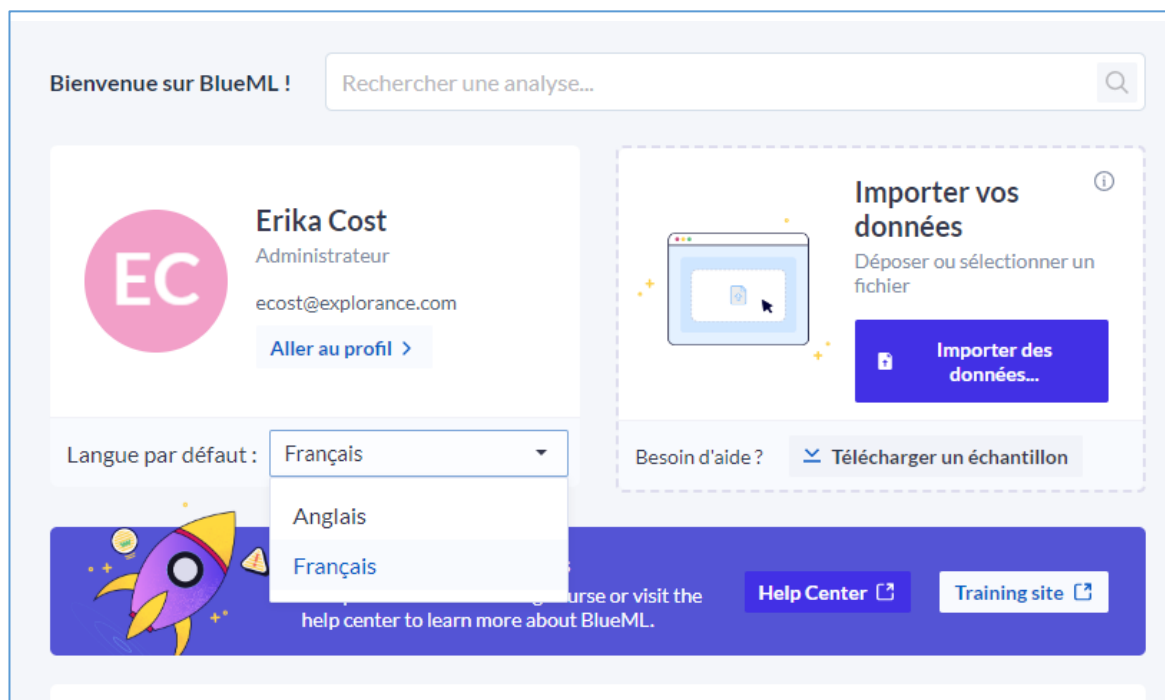 Bienvenue sur BlueML !
Rechercher une analyse...
EC
Erika Cost
Administrateur
ecost@explorance.com
Aller au profil
Langue par défaut :
Français
Anglais
Français
Importer vos
données
Déposer ou sélectionner un
fichier
Importer des
données...
Besoin d'aide ?
Télécharger un échantillon
urse or visit the
help center to learn more about BlueML.
Help Center
Training site